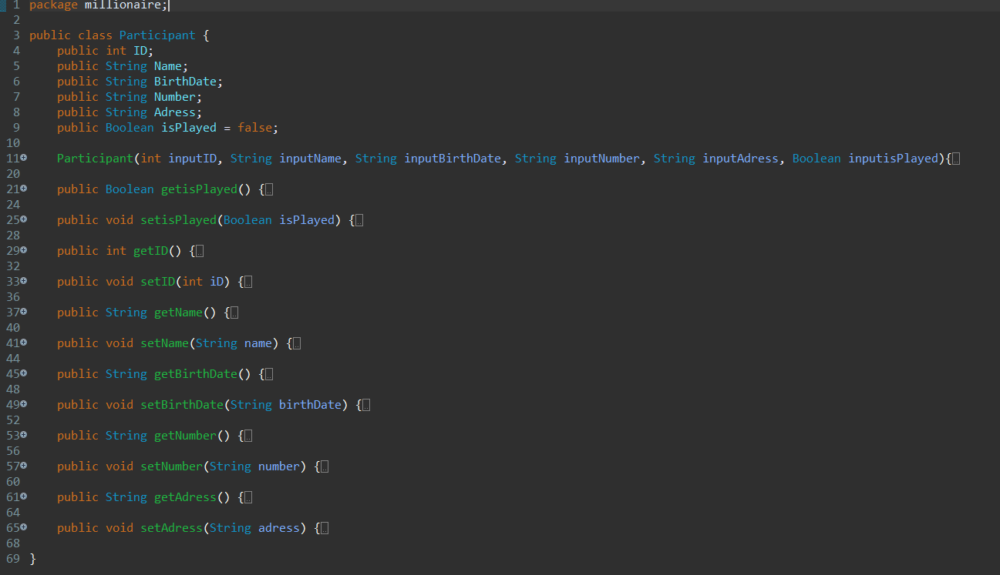 1 package millionaire;
2
3 public class Participant {
4     public int ID;
5     public String Name;
6     public String BirthDate;
7     public String Number;
8     public String Adress;
9     public Boolean isPlayed = false;
10
11     Participant(int inputID, String inputName, String inputBirthDate, String inputNumber, String inputAdress, Boolean inputisPlayed){
20
21     public Boolean getisPlayed() {
24
25     public void setisPlayed(Boolean isPlayed) {
28
29     public int getID() {
32
33     public void setID(int iD) {
36
37     public String getName() {
40
41     public void setName(String name) {
44
45     public String getBirthDate() {
48
49     public void setBirthDate(String birthDate) {
52
53     public String getNumber() {
56
57     public void setNumber(String number) {
60
61     public String getAdress() {
64
65     public void setAdress(String adress) {
68
69 }